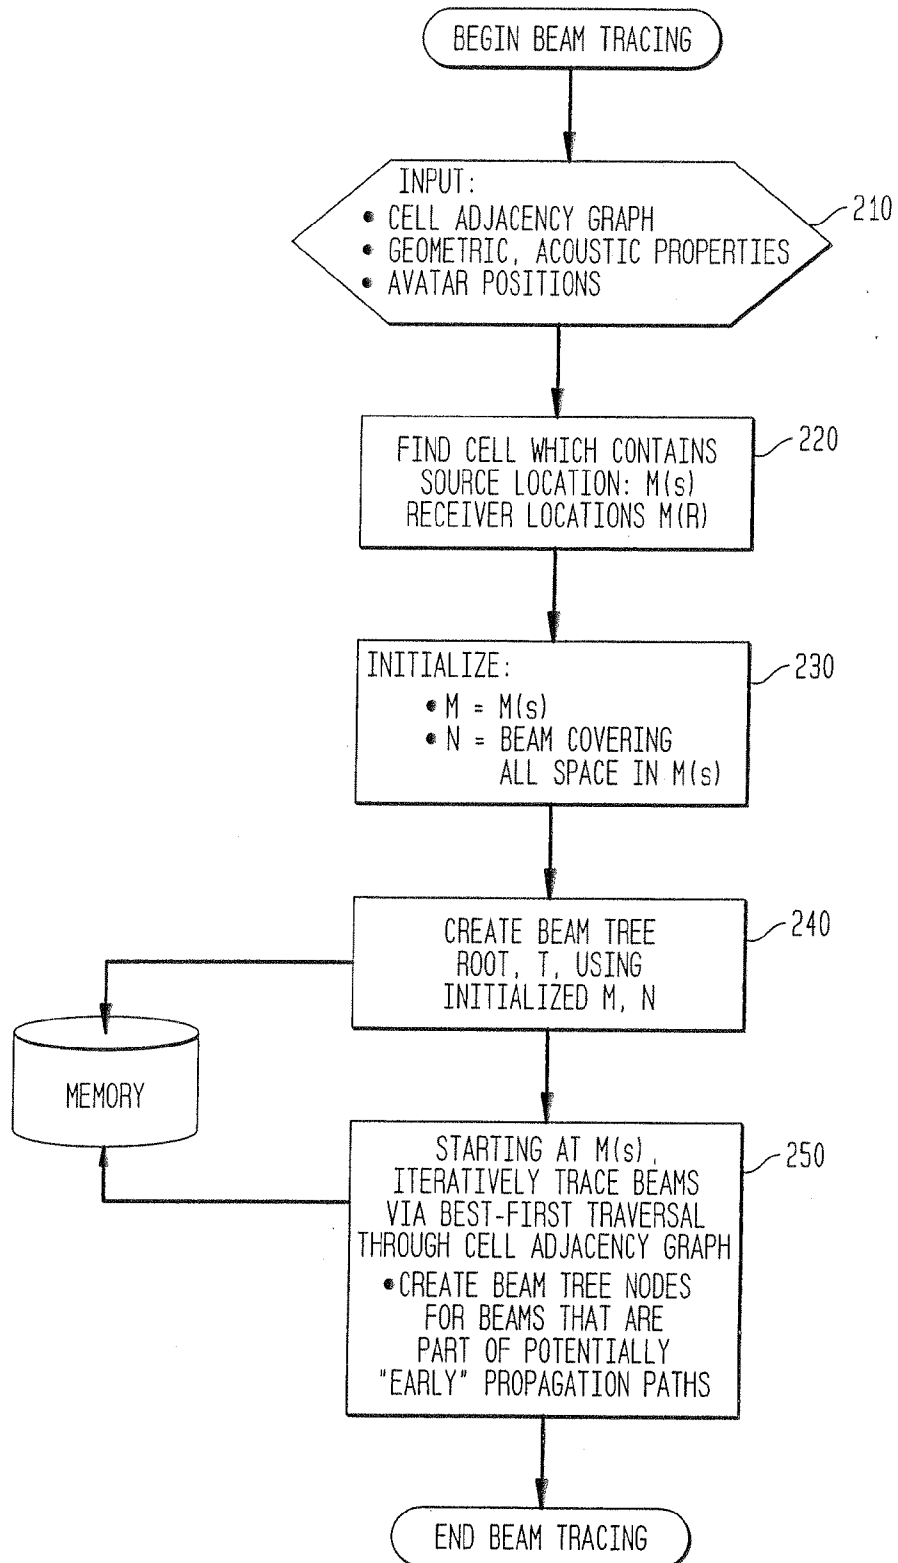 BEGIN BEAM TRACING
INPUT:
• CELL ADJACENCY GRAPH
• GEOMETRIC, ACOUSTIC PROPERTIES
• AVATAR POSITIONS
210
FIND CELL WHICH CONTAINS
SOURCE LOCATION: M(s)
RECEIVER LOCATIONS M(R)
220
INITIALIZE:
• M = M(s)
• N = BEAM COVERING
ALL SPACE IN M(s)
230
CREATE BEAM TREE
ROOT, T, USING
INITIALIZED M, N
240
MEMORY
STARTING AT M(s),
ITERATIVELY TRACE BEAMS
VIA BEST-FIRST TRAVERSAL
THROUGH CELL ADJACENCY GRAPH
• CREATE BEAM TREE NODES
FOR BEAMS THAT ARE
PART OF POTENTIALLY
"EARLY" PROPAGATION PATHS
250
END BEAM TRACING